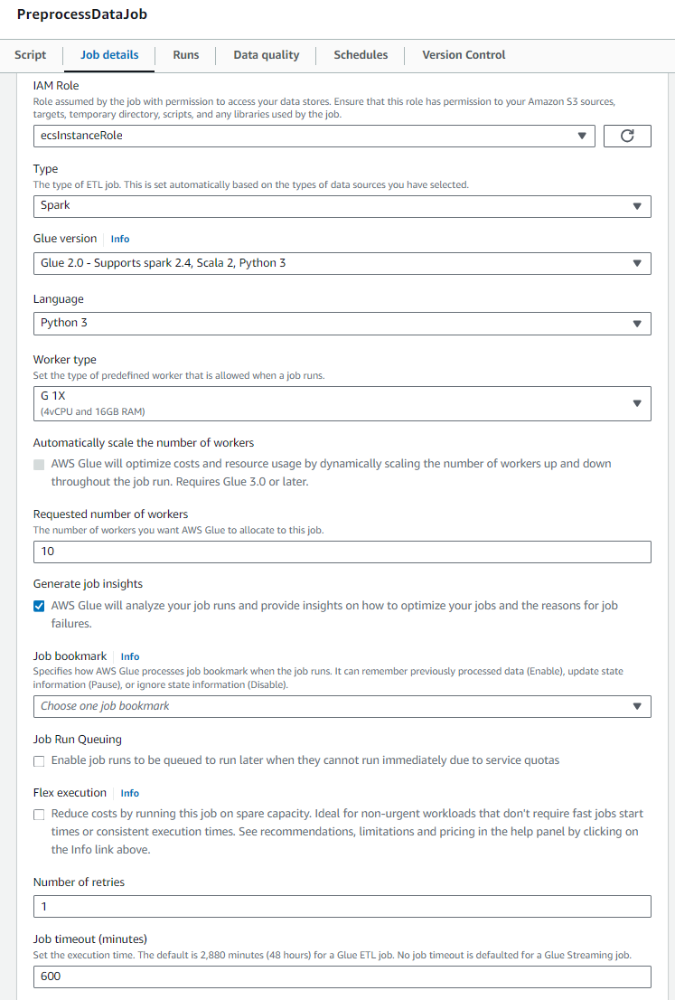 PreprocessDataJob
Script Job details Runs Data quality Schedules Version Control
IAM Role
Role assumed by the job with permission to access your data stores. Ensure that this role has permission to your Amazon S3 sources,
targets, temporary directory, scripts, and any libraries used by the job.
ecsInstanceRole
Type
The type of ETL job. This is set automatically based on the types of data sources you have selected.
Spark
Glue version Info
Glue 2.0 - Supports spark 2.4, Scala 2, Python 3
Language
Python 3
Worker type
Set the type of predefined worker that is allowed when a job runs.
G 1X
(4vCPU and 16GB RAM)
Automatically scale the number of workers
AWS Glue will optimize costs and resource usage by dynamically scaling the number of workers up and down
throughout the job run. Requires Glue 3.0 or later.
Requested number of workers
The number of workers you want AWS Glue to allocate to this job.
10
Generate job insights
AWS Glue will analyze your job runs and provide insights on how to optimize your jobs and the reasons for job
failures.
Job bookmark Info
Specifies how AWS Glue processes job bookmark when the job runs. It can remember previously processed data (Enable), update state
information (Pause), or ignore state information (Disable).
Choose one job bookmark
Job Run Queuing
Enable job runs to be queued to run later when they cannot run immediately due to service quotas
Flex execution Info
Reduce costs by running this job on spare capacity. Ideal for non-urgent workloads that don't require fast jobs start
times or consistent execution times. See recommendations, limitations and pricing in the help panel by clicking on
the Info link above.
Number of retries
1
Job timeout (minutes)
Set the execution time. The default is 2,880 minutes (48 hours) for a Glue ETL job. No job timeout is defaulted for a Glue Streaming job.
600